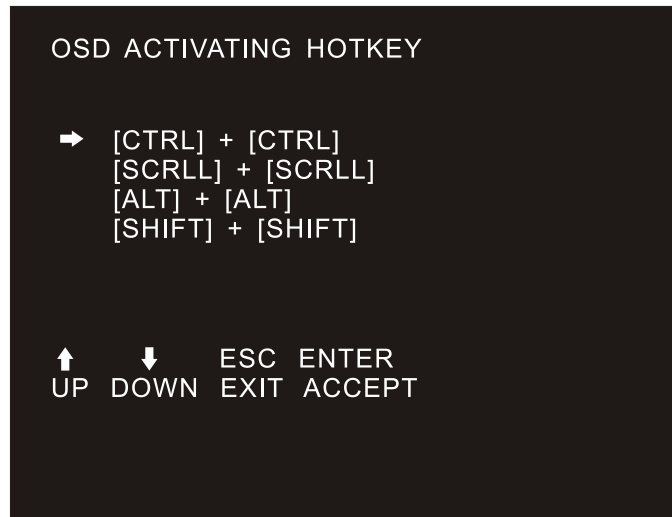 OSD ACTIVATING HOTKEY
[CTRL] + [CTRL]
[SCRLL] + [SCRLL]
[ALT] + [ALT]
[SHIFT] + [SHIFT]
ESC ENTER
UP DOWN EXIT ACCEPT